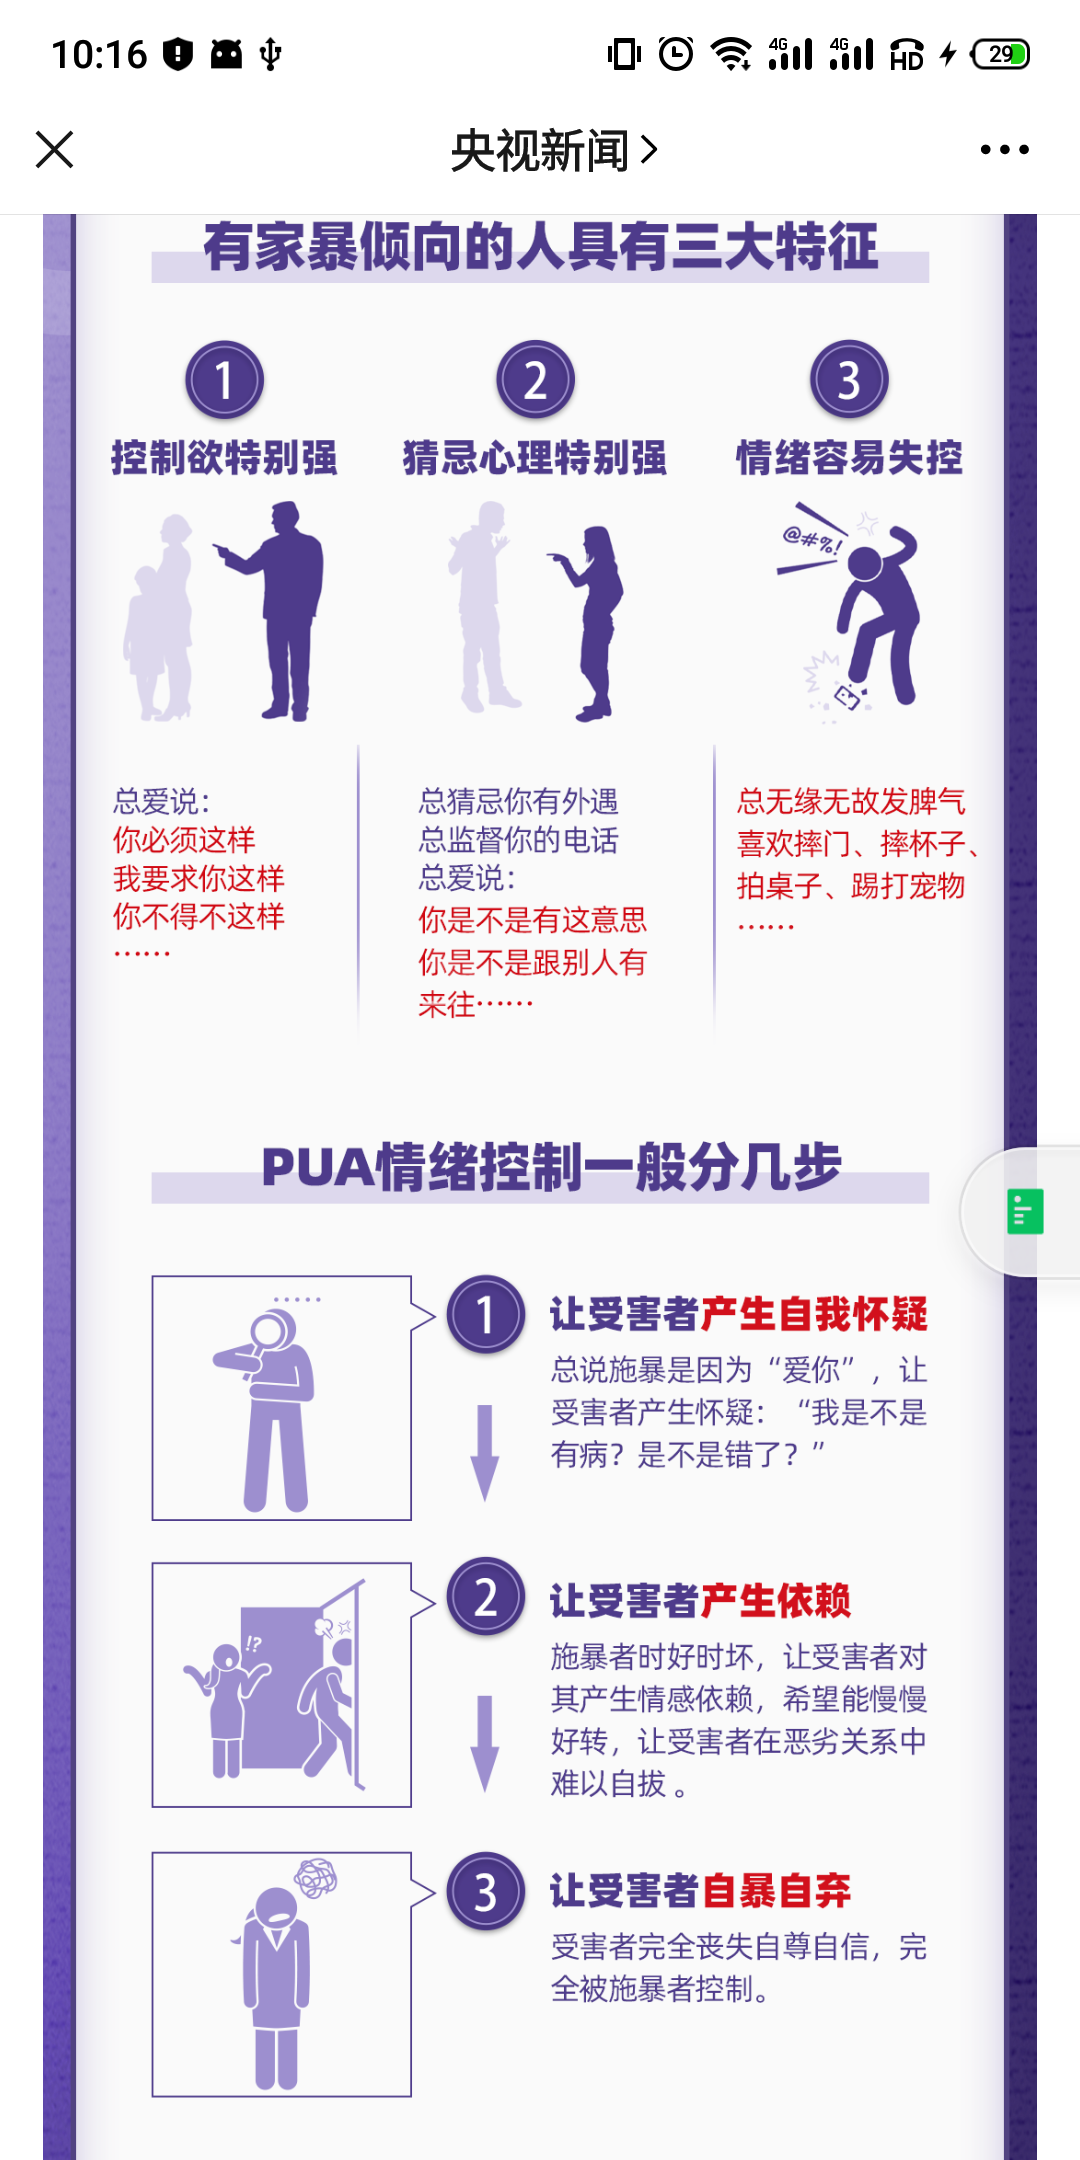 10:16
4G 4G HD 29
央视新闻
有家暴倾向的人具有三大特征
1
控制欲特别强
2
猜忌心理特别强
3
情绪容易失控
@#%!
总爱说：
你必须这样
我要求你这样
你不得不这样
……
总猜忌你有外遇
总监督你的电话
总爱说：
你是不是有这意思
你是不是跟别人有
来往……
总无缘无故发脾气
喜欢摔门、摔杯子、
拍桌子、踢打宠物
……
PUA情绪控制一般分几步
1
让受害者产生自我怀疑
总说施暴是因为“爱你”，让
受害者产生怀疑：“我是不是
有病？是不是错了？”
!?
2
让受害者产生依赖
施暴者时好时坏，让受害者对
其产生情感依赖，希望能慢慢
好转，让受害者在恶劣关系中
难以自拔 。
3
让受害者自暴自弃
受害者完全丧失自尊自信，完
全被施暴者控制。